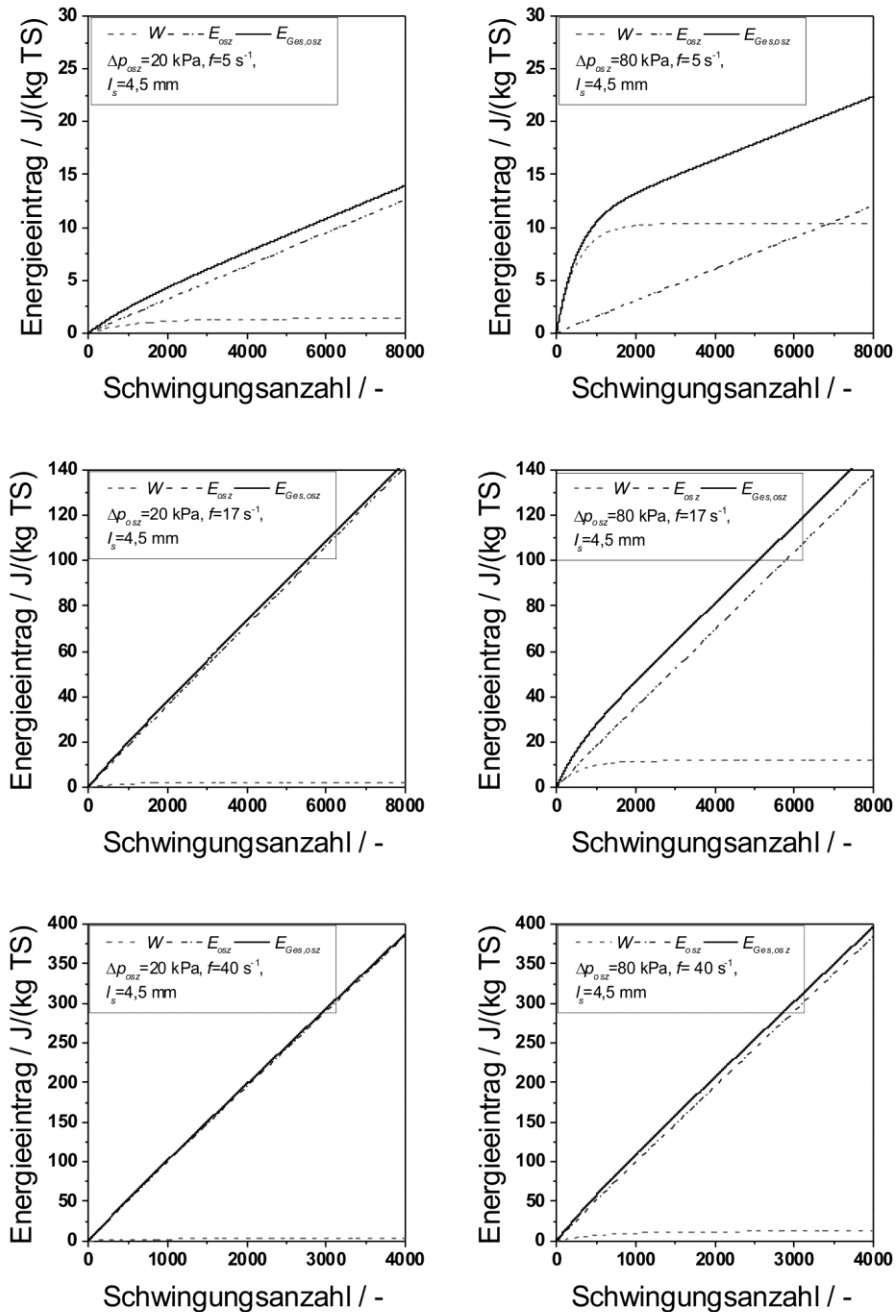 Energieeintrag / J/(kg TS)
30
25
20
15
10
5
0
W E_osz E_Ges,osz
Δp_osz=20 kPa, f=5 s⁻¹,
l_s=4,5 mm
0 2000 4000 6000 8000
Schwingungsanzahl / -
Energieeintrag / J/(kg TS)
30
25
20
15
10
5
0
W E_osz E_Ges,osz
Δp_osz=80 kPa, f=5 s⁻¹,
l_s=4,5 mm
0 2000 4000 6000 8000
Schwingungsanzahl / -
Energieeintrag / J/(kg TS)
140
120
100
80
60
40
20
0
W E_osz E_Ges,osz
Δp_osz=20 kPa, f=17 s⁻¹,
l_s=4,5 mm
0 2000 4000 6000 8000
Schwingungsanzahl / -
Energieeintrag / J/(kg TS)
140
120
100
80
60
40
20
0
W E_osz E_Ges,osz
Δp_osz=80 kPa, f=17 s⁻¹,
l_s=4,5 mm
0 2000 4000 6000 8000
Schwingungsanzahl / -
Energieeintrag / J/(kg TS)
400
350
300
250
200
150
100
50
0
W E_osz E_Ges,osz
Δp_osz=20 kPa, f=40 s⁻¹,
l_s=4,5 mm
0 1000 2000 3000 4000
Schwingungsanzahl / -
Energieeintrag / J/(kg TS)
400
350
300
250
200
150
100
50
0
W E_osz E_Ges,osz
Δp_osz=80 kPa, f= 40 s⁻¹,
l_s=4,5 mm
0 1000 2000 3000 4000
Schwingungsanzahl / -